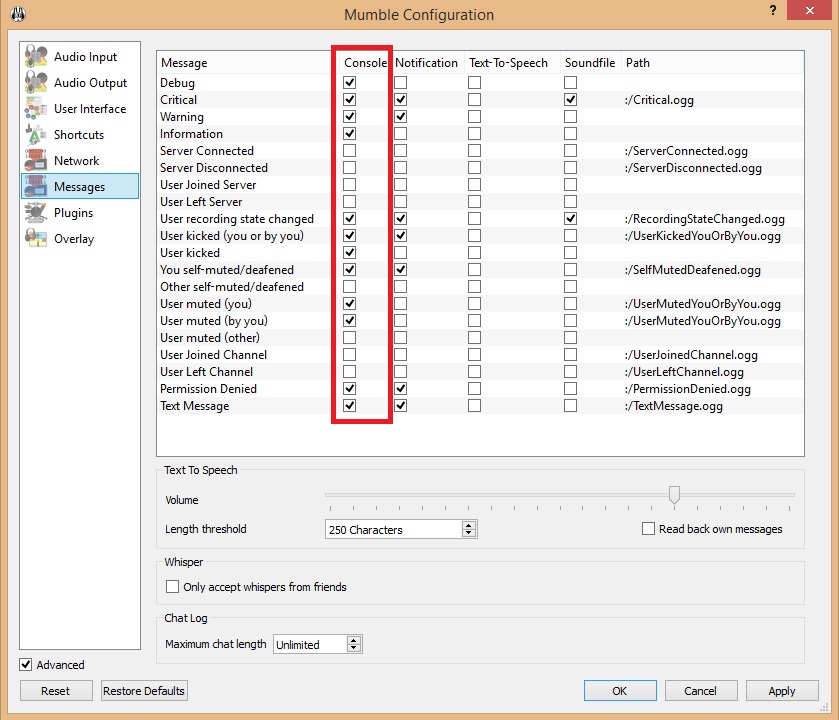 Mumble Configuration
?
Audio Input
Audio Output
User Interface
Shortcuts
Network
Messages
Plugins
Overlay
Message Console Notification Text-To-Speech Soundfile Path
Debug
Critical :/Critical.ogg
Warning
Information
Server Connected :/ServerConnected.ogg
Server Disconnected :/ServerDisconnected.ogg
User Joined Server
User Left Server
User recording state changed :/RecordingStateChanged.ogg
User kicked (you or by you) :/UserKickedYouOrByYou.ogg
User kicked
You self-muted/deafened :/SelfMutedDeafened.ogg
Other self-muted/deafened
User muted (you) :/UserMutedYouOrByYou.ogg
User muted (by you) :/UserMutedYouOrByYou.ogg
User muted (other)
User Joined Channel :/UserJoinedChannel.ogg
User Left Channel :/UserLeftChannel.ogg
Permission Denied :/PermissionDenied.ogg
Text Message :/TextMessage.ogg
Text To Speech
Volume
Length threshold 250 Characters Read back own messages
Whisper
Only accept whispers from friends
Chat Log
Maximum chat length Unlimited
Advanced
Reset Restore Defaults OK Cancel Apply